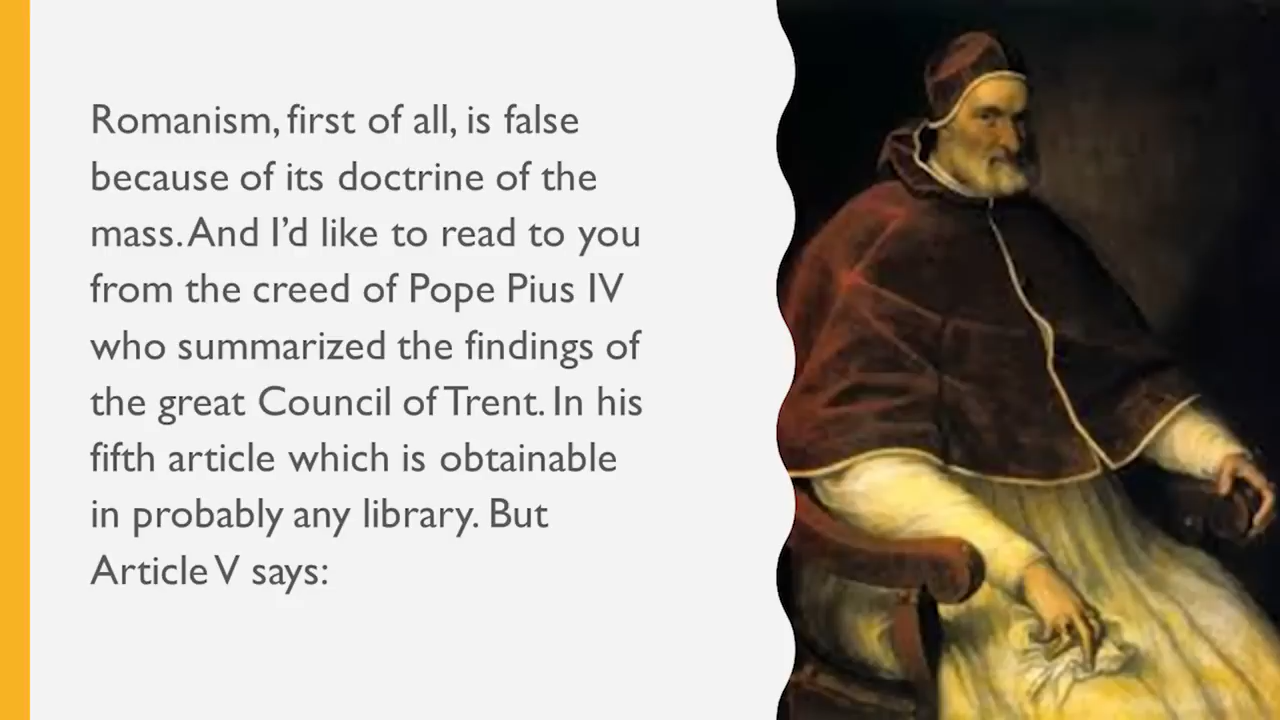 Romanism, first of all, is false
because of its doctrine of the
mass. And I’d like to read to you
from the creed of Pope Pius IV
who summarized the findings of
the great Council of Trent. In his
fifth article which is obtainable
in probably any library. But
Article V says: